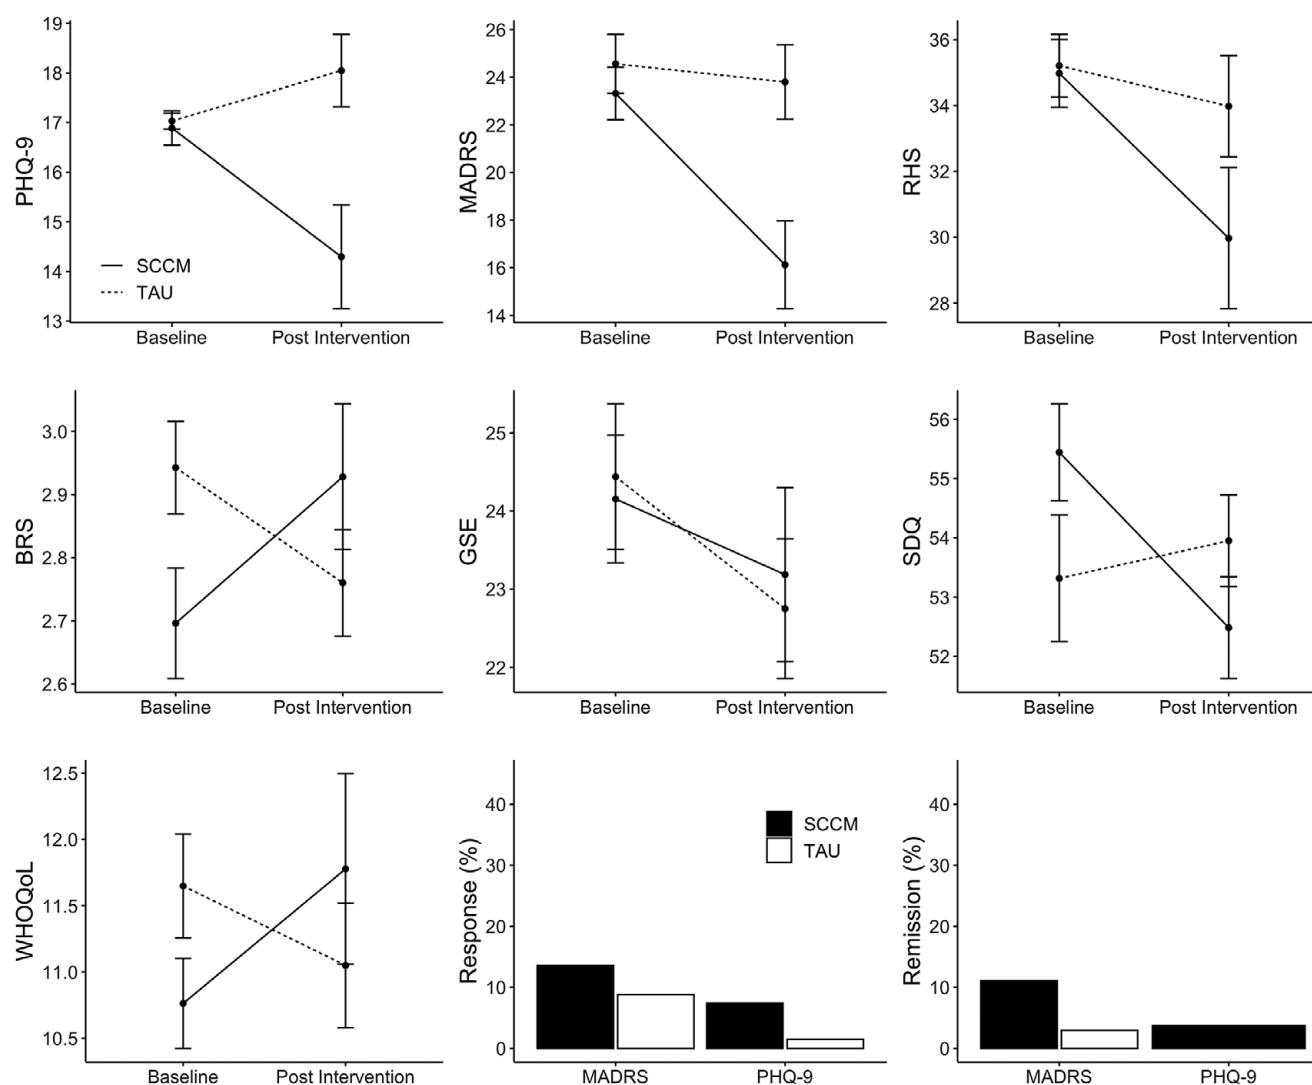 PHQ-9
19
18
17
16
15
14
13
SCCM
TAU
Baseline Post Intervention
MADRS
26
24
22
20
18
16
14
Baseline Post Intervention
RHS
36
34
32
30
28
Baseline Post Intervention
BRS
3.0
2.9
2.8
2.7
2.6
Baseline Post Intervention
GSE
25
24
23
22
Baseline Post Intervention
SDQ
56
55
54
53
52
Baseline Post Intervention
WHOQoL
12.5
12.0
11.5
11.0
10.5
Baseline Post Intervention
Response (%)
40
30
20
10
0
SCCM
TAU
MADRS PHQ-9
Remission (%)
40
30
20
10
0
MADRS PHQ-9